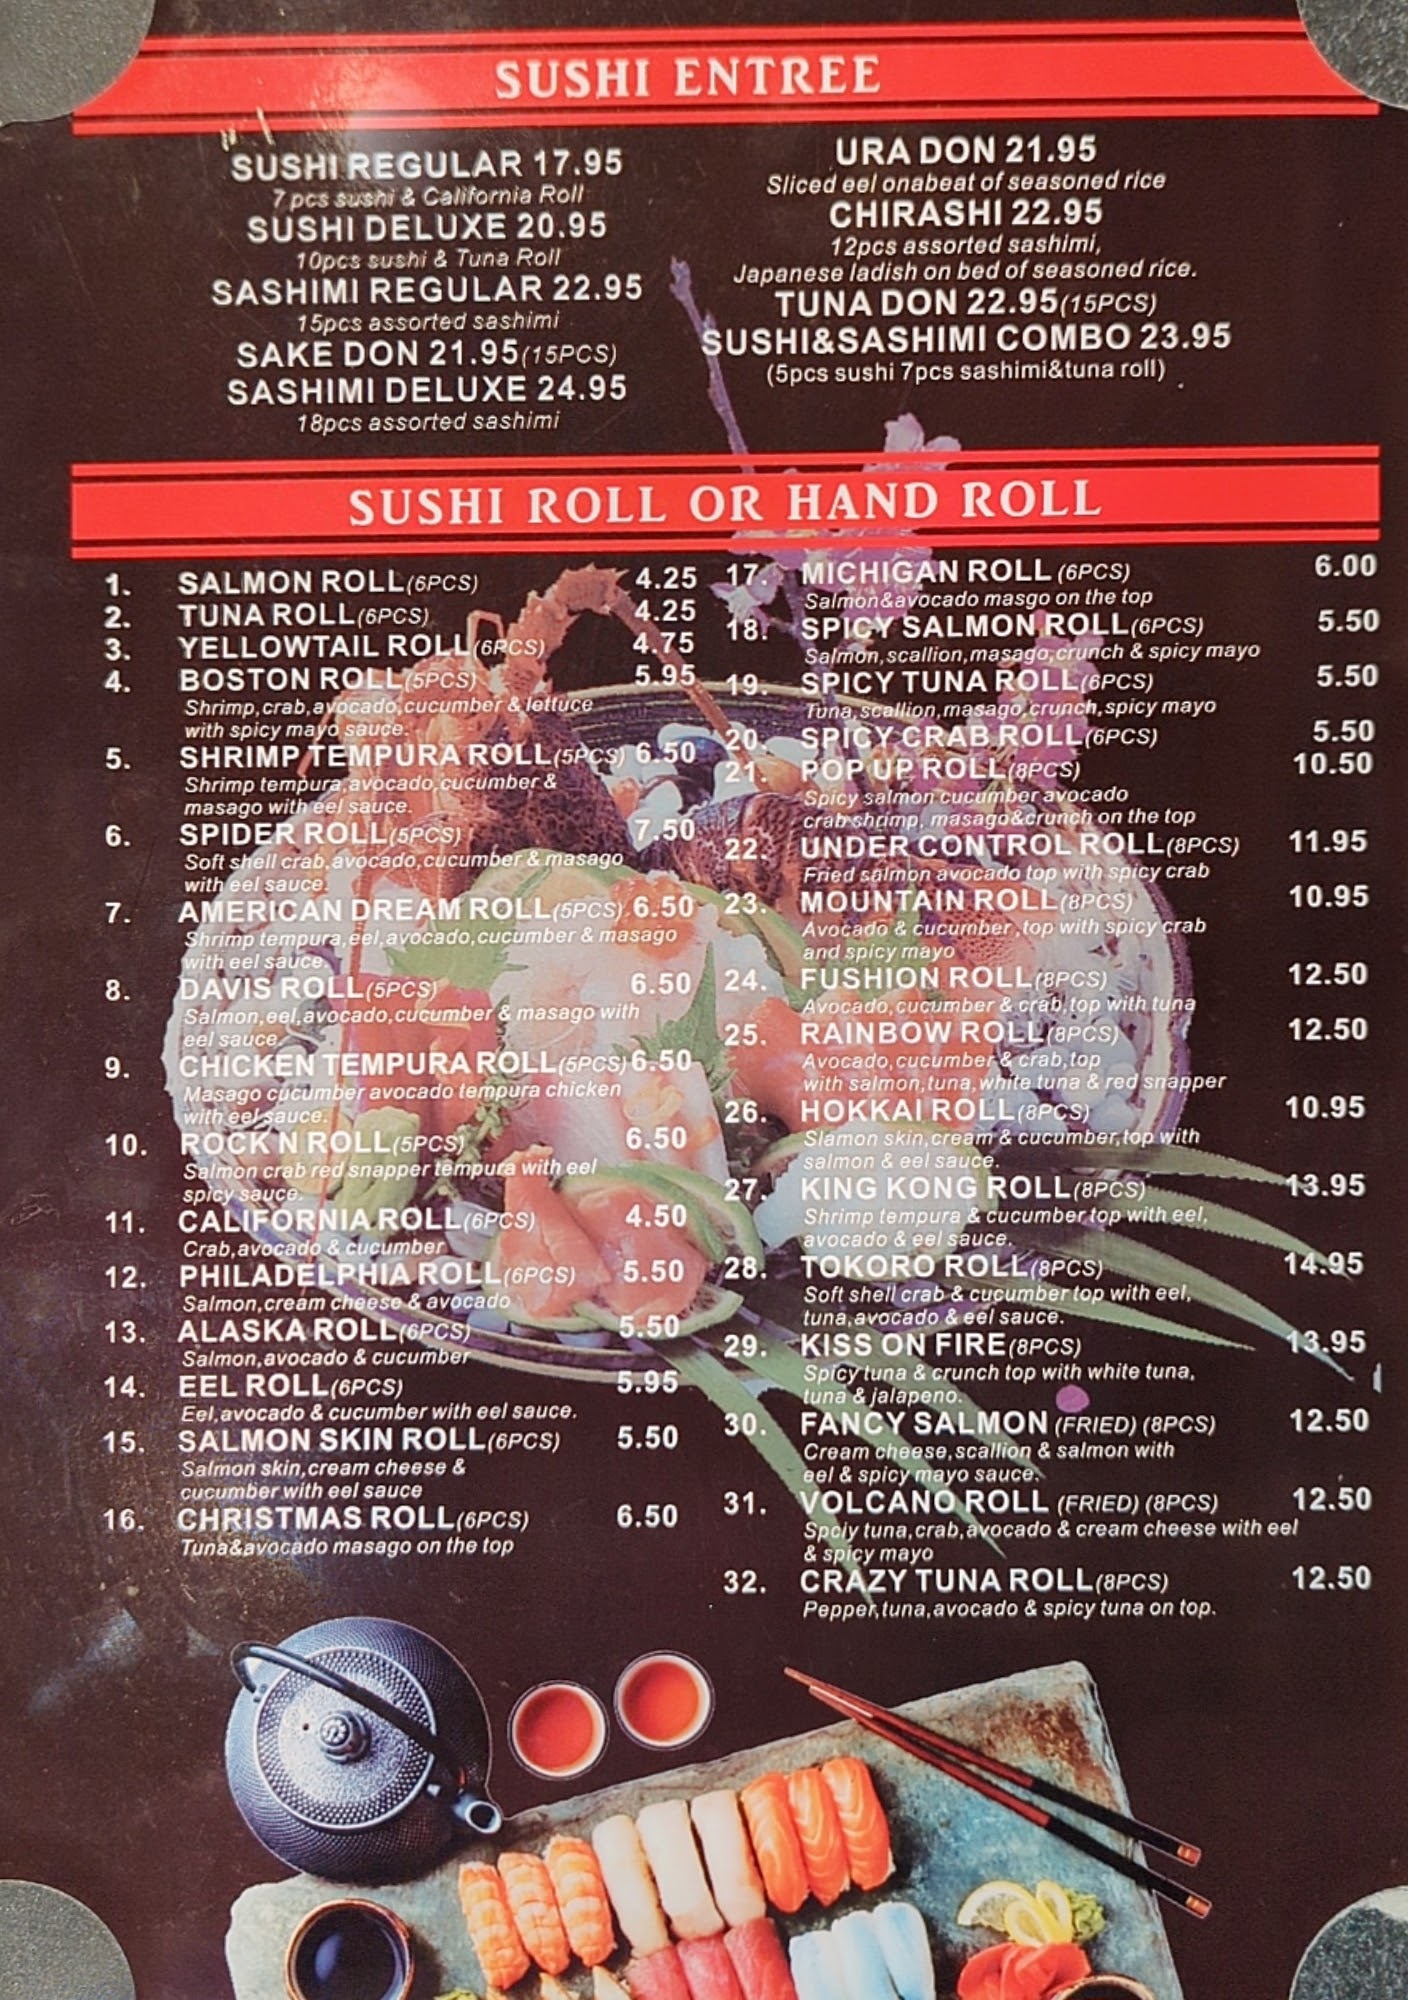 SUSHI ENTREE
SUSHI REGULAR 17.95
7 pcs sushi & California Roll
SUSHI DELUXE 20.95
10pcs sushi & Tuna Roll
SASHIMI REGULAR 22.95
15pcs assorted sashimi
SAKE DON 21.95(15PCS)
SASHIMI DELUXE 24.95
18pcs assorted sashimi
URA DON 21.95
Sliced eel onabeat of seasoned rice
CHIRASHI 22.95
12pcs assorted sashimi,
Japanese ladish on bed of seasoned rice.
TUNA DON 22.95(15PCS)
SUSHI&SASHIMI COMBO 23.95
(5pcs sushi 7pcs sashimi&tuna roll)
SUSHI ROLL OR HAND ROLL
1. SALMON ROLL(6PCS) 4.25
2. TUNA ROLL(6PCS) 4.25
3. YELLOWTAIL ROLL(6PCS) 4.75
4. BOSTON ROLL(5PCS) 5.95
Shrimp,crab,avocado,cucumber & lettuce
with spicy mayo sauce.
5. SHRIMP TEMPURA ROLL(5PCS) 6.50
Shrimp tempura,avocado,cucumber &
masago with eel sauce.
6. SPIDER ROLL(5PCS) 7.50
Soft shell crab,avocado,cucumber & masago
with eel sauce.
7. AMERICAN DREAM ROLL(5PCS) 6.50
Shrimp tempura,eel,avocado,cucumber & masago
with eel sauce.
8. DAVIS ROLL(5PCS) 6.50
Salmon,eel,avocado,cucumber & masago with
eel sauce.
9. CHICKEN TEMPURA ROLL(5PCS) 6.50
Masago cucumber avocado tempura chicken
with eel sauce.
10. ROCK N ROLL(5PCS) 6.50
Salmon crab red snapper tempura with eel
spicy sauce.
11. CALIFORNIA ROLL(6PCS) 4.50
Crab,avocado & cucumber
12. PHILADELPHIA ROLL(6PCS) 5.50
Salmon,cream cheese & avocado
13. ALASKA ROLL(6PCS) 5.50
Salmon,avocado & cucumber
14. EEL ROLL(6PCS) 5.95
Eel,avocado & cucumber with eel sauce.
15. SALMON SKIN ROLL(6PCS) 5.50
Salmon skin,cream cheese &
cucumber with eel sauce
16. CHRISTMAS ROLL(6PCS) 6.50
Tuna&avocado masago on the top
17. MICHIGAN ROLL (6PCS) 6.00
Salmon&avocado masgo on the top
18. SPICY SALMON ROLL(6PCS) 5.50
Salmon,scallion,masago,crunch & spicy mayo
19. SPICY TUNA ROLL(6PCS) 5.50
Tuna,scallion,masago,crunch,spicy mayo
20. SPICY CRAB ROLL(6PCS) 5.50
21. POP UP ROLL(8PCS) 10.50
Spicy salmon cucumber avocado
crab shrimp, masago&crunch on the top
22. UNDER CONTROL ROLL(8PCS) 11.95
Fried salmon avocado top with spicy crab
23. MOUNTAIN ROLL(8PCS) 10.95
Avocado & cucumber ,top with spicy crab
and spicy mayo
24. FUSHION ROLL(8PCS) 12.50
Avocado,cucumber & crab,top with tuna
25. RAINBOW ROLL(8PCS) 12.50
Avocado,cucumber & crab,top
with salmon,tuna,white tuna & red snapper
26. HOKKAI ROLL(8PCS) 10.95
Slamon skin,cream & cucumber,top with
salmon & eel sauce.
27. KING KONG ROLL(8PCS) 13.95
Shrimp tempura & cucumber top with eel,
avocado & eel sauce.
28. TOKORO ROLL(8PCS) 14.95
Soft shell crab & cucumber top with eel,
tuna,avocado & eel sauce.
29. KISS ON FIRE(8PCS) 13.95
Spicy tuna & crunch top with white tuna,
tuna & jalapeno.
30. FANCY SALMON (FRIED) (8PCS) 12.50
Cream cheese,scallion & salmon with
eel & spicy mayo sauce.
31. VOLCANO ROLL (FRIED) (8PCS) 12.50
Spcly tuna,crab,avocado & cream cheese with eel
& spicy mayo
32. CRAZY TUNA ROLL(8PCS) 12.50
Pepper,tuna,avocado & spicy tuna on top.